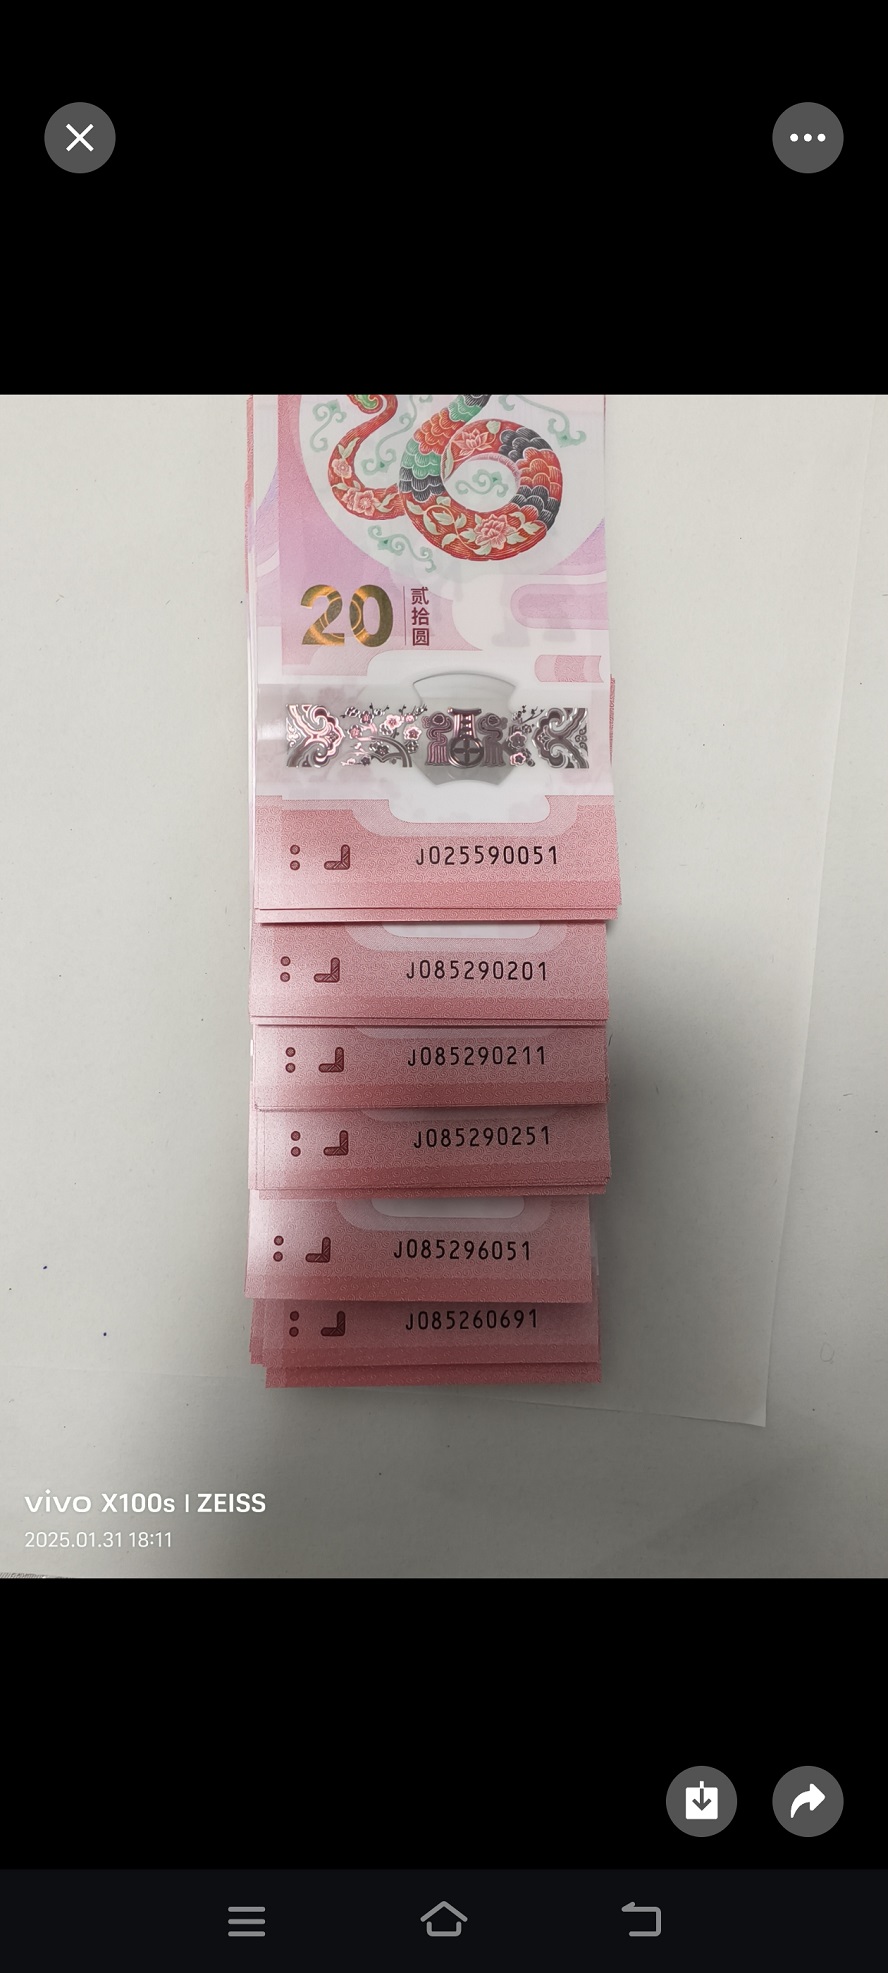 20
贰
拾
圆
J025590051
J085290201
J085290211
J085290251
J085296051
J085260691
vivo X100s | ZEISS
2025.01.31 18:11